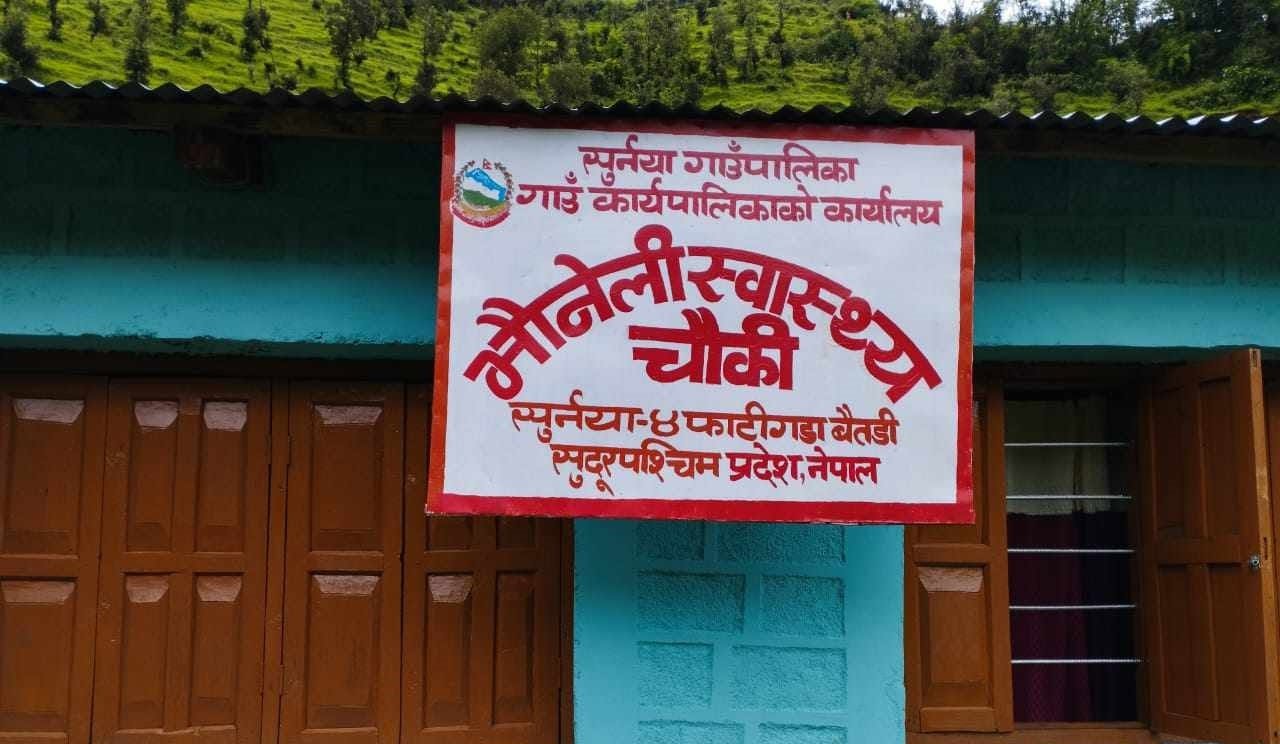 सुर्नया गाउँपालिका
गाउँ कार्यपालिकाको कार्यालय
भौनेली स्वास्थ्य
चौकी
सुर्नया-४ फाटीगडा बैतडी
सुदूरपश्चिम प्रदेश, नेपाल